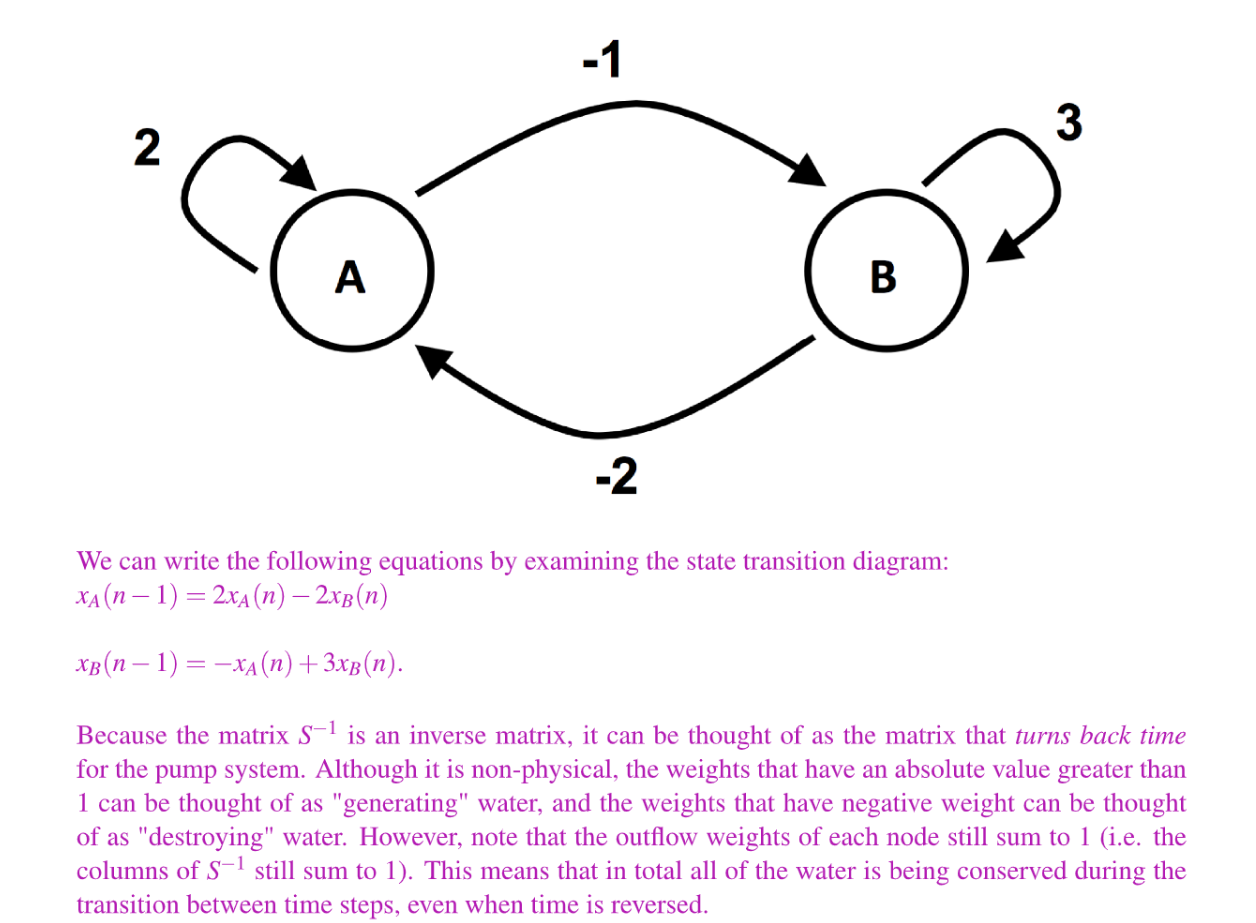 -1
2
3
A
B
-2
We can write the following equations by examining the state transition diagram:
x_A(n − 1) = 2x_A(n) − 2x_B(n)
x_B(n − 1) = −x_A(n) + 3x_B(n).
Because the matrix S⁻¹ is an inverse matrix, it can be thought of as the matrix that turns back time
for the pump system. Although it is non-physical, the weights that have an absolute value greater than
1 can be thought of as "generating" water, and the weights that have negative weight can be thought
of as "destroying" water. However, note that the outflow weights of each node still sum to 1 (i.e. the
columns of S⁻¹ still sum to 1). This means that in total all of the water is being conserved during the
transition between time steps, even when time is reversed.